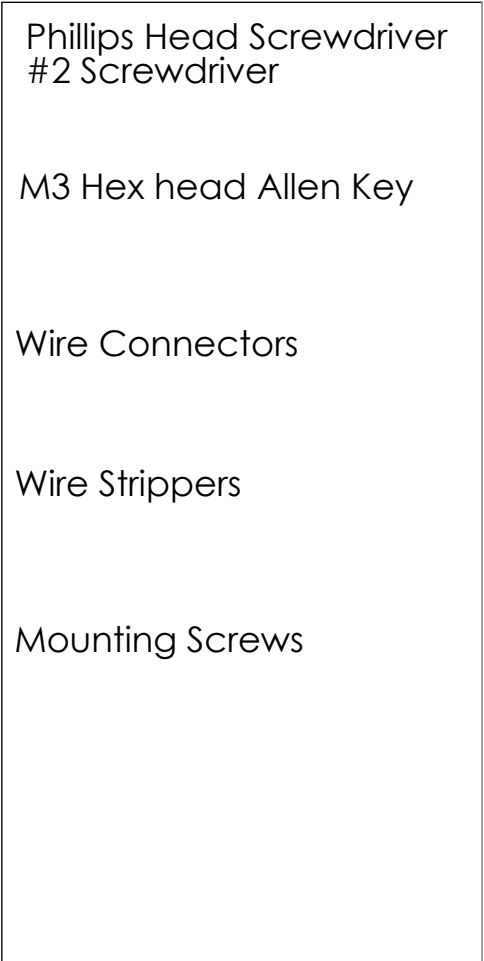 Phillips Head Screwdriver
#2 Screwdriver
M3 Hex head Allen Key
Wire Connectors
Wire Strippers
Mounting Screws